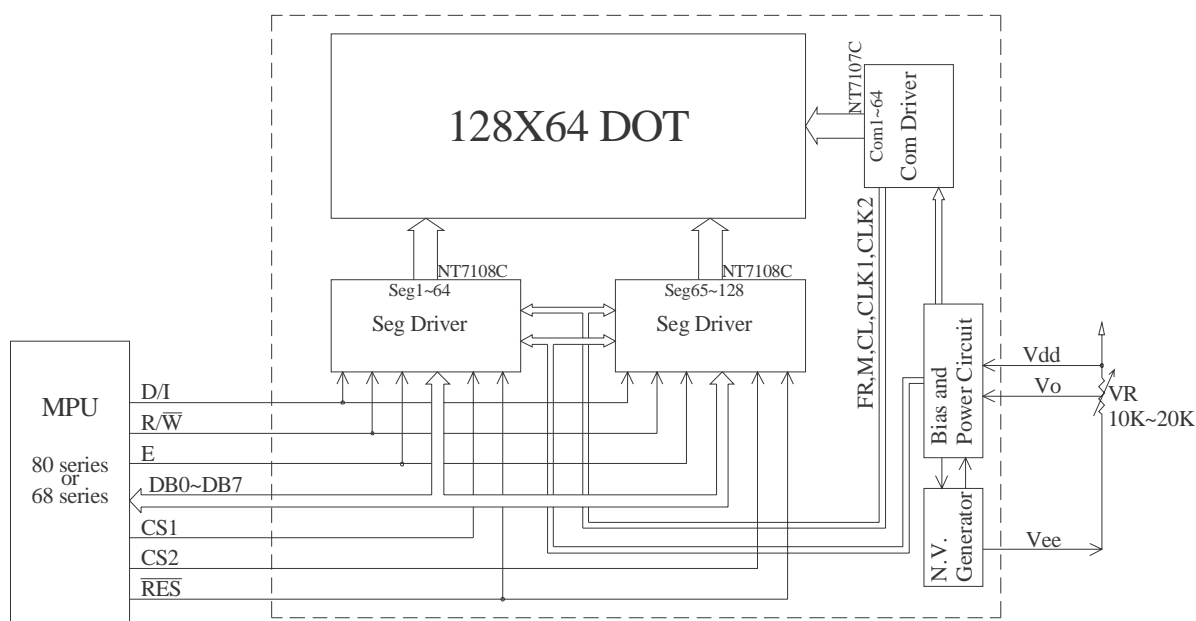 128X64 DOT
NT7107C
Com1~64
Com Driver
NT7108C
Seg1~64
Seg Driver
NT7108C
Seg65~128
Seg Driver
FR,M,CL,CLK1,CLK2
MPU
80 series
or
68 series
D/I
R/W̅
E
DB0~DB7
CS1
CS2
R̅E̅S̅
Bias and
Power Circuit
Vdd
Vo
VR
10K~20K
N.V.
Generator
Vee